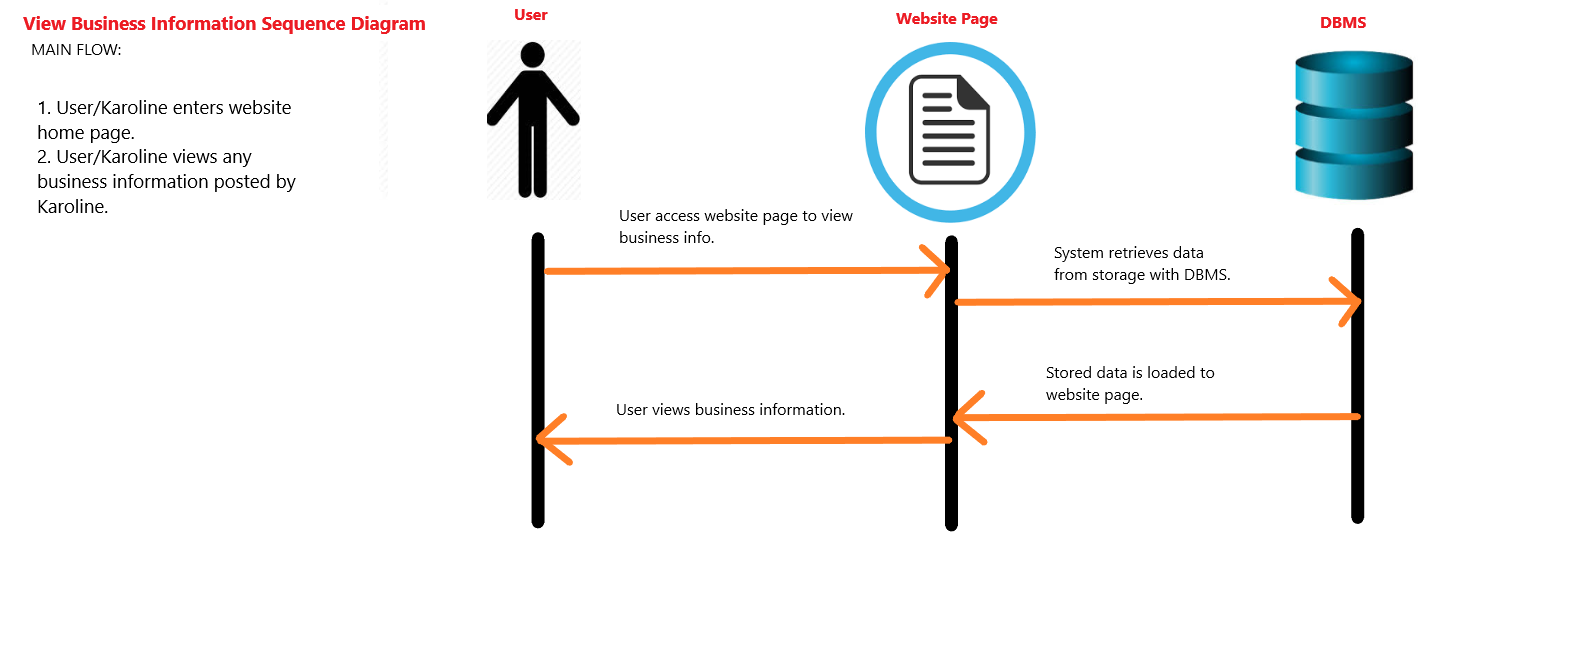 View Business Information Sequence Diagram
MAIN FLOW:
1. User/Karoline enters website
home page.
2. User/Karoline views any
business information posted by
Karoline.
User
Website Page
DBMS
User access website page to view
business info.
System retrieves data
from storage with DBMS.
Stored data is loaded to
website page.
User views business information.